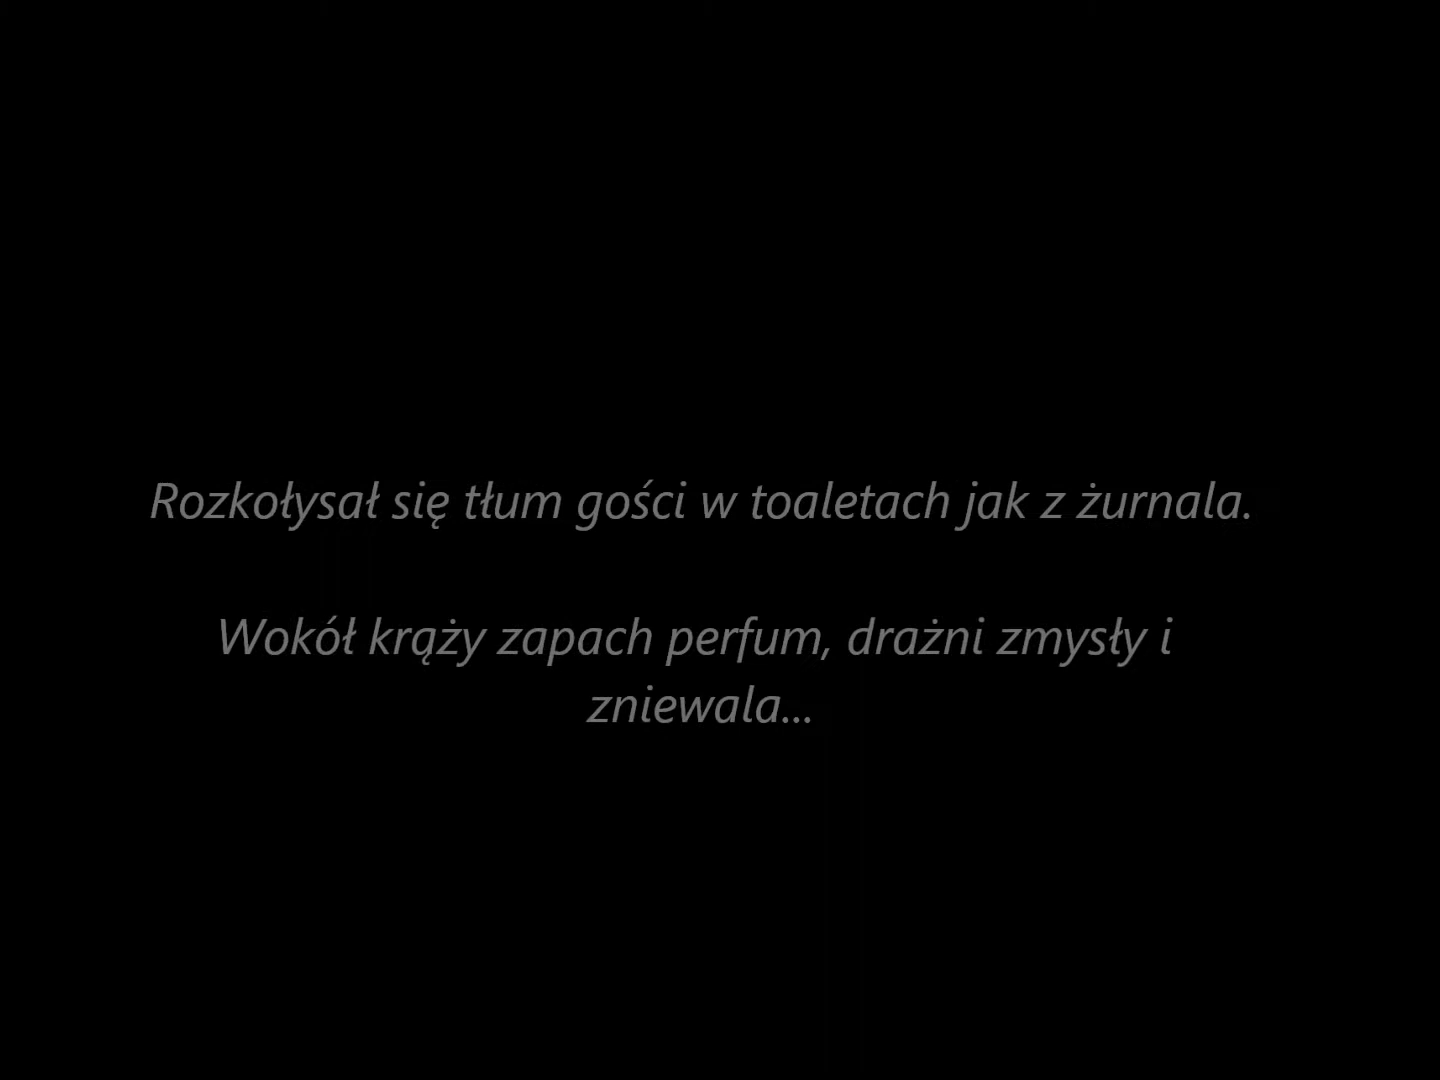 Rozkołysał się tłum gości w toaletach jak z żurnala.
Wokół krąży zapach perfum, drażni zmysły i
zniewala...